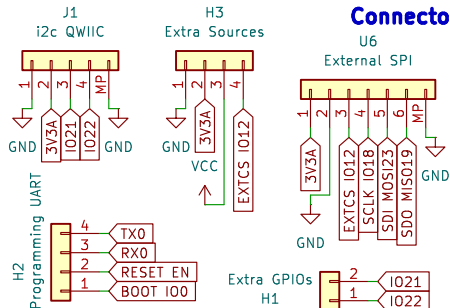 Connecto
J1
i2c QWIIC
1
2
3
4
MP
GND
3V3A
IO21
IO22
GND
H3
Extra Sources
1
2
3
4
GND
3V3A
VCC
EXTCS IO12
U6
External SPI
1
2
3
4
5
6
MP
3V3A
GND
EXTCS IO12
SCLK IO18
SDI MOSI23
SDO MISO19
GND
H2
Programming UART
4
TX0
3
RX0
2
RESET EN
1
BOOT IO0
Extra GPIOs
H1
2
IO21
1
IO22